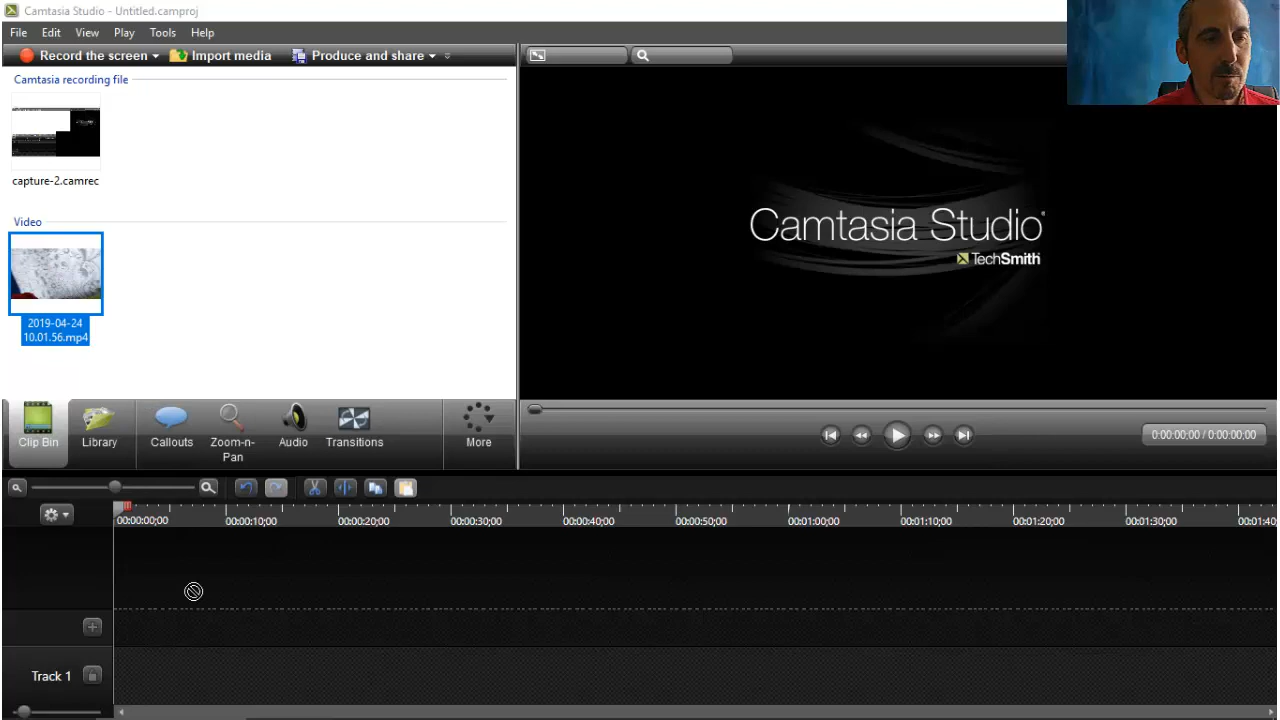 Camtasia Studio - Untitled.camproj
File Edit View Play Tools Help
Record the screen Import media Produce and share
Camtasia recording file
capture-2.camrec
Video
2019-04-24
10.01.56.mp4
Camtasia Studio®
TechSmith
Clip Bin Library Callouts Zoom-n-
Pan Audio Transitions More
0:00:00;00 / 0:00:00;00
00:00:00;00 00:00:10;00 00:00:20;00 00:00:30;00 00:00:40;00 00:00:50;00 00:01:00;00 00:01:10;00 00:01:20;00 00:01:30;00 00:01:40;
Track 1